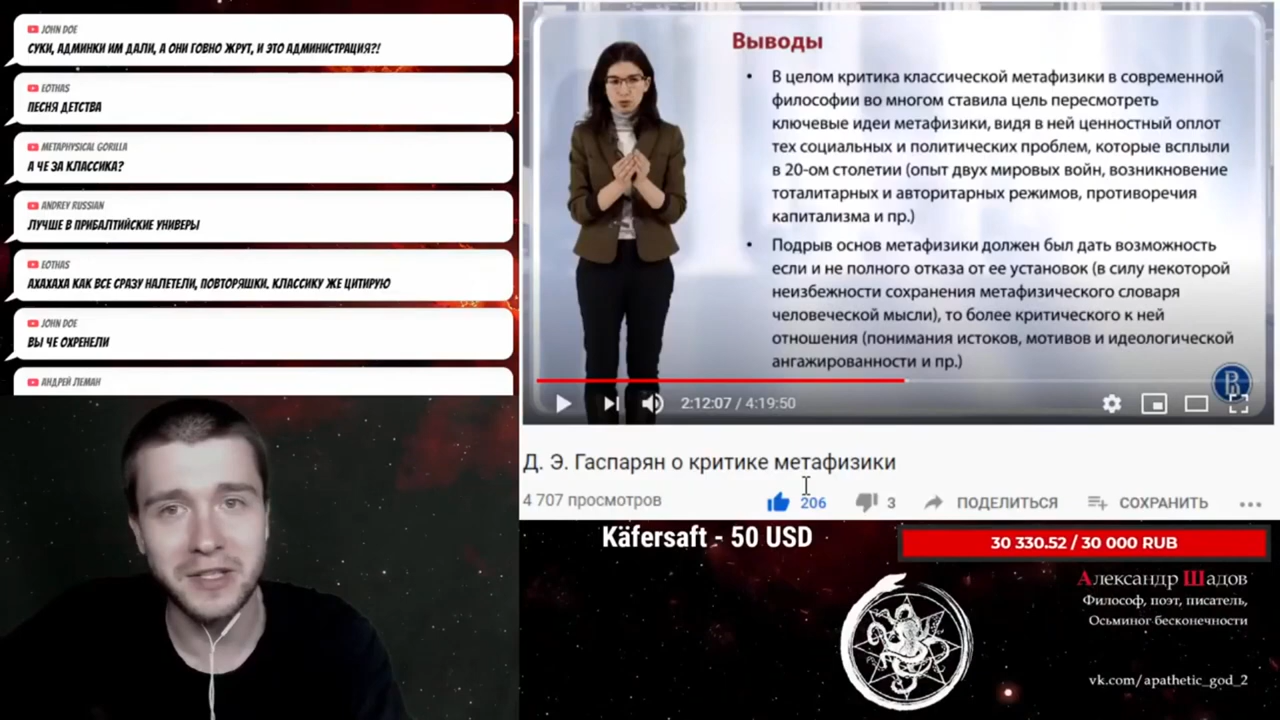 JOHN DOE
СУКИ, АДМИНКИ ИМ ДАЛИ, А ОНИ ГОВНО ЖРУТ, И ЭТО АДМИНИСТРАЦИЯ?!
EOTHAS
ПЕСНЯ ДЕТСТВА
METAPHYSICAL GORILLA
А ЧЕ ЗА КЛАССИКА?
ANDREY RUSSIAN
ЛУЧШЕ В ПРИБАЛТИЙСКИЕ УНИВЕРЫ
EOTHAS
АХАХАХА КАК ВСЕ СРАЗУ НАЛЕТЕЛИ, ПОВТОРЯШКИ. КЛАССИКУ ЖЕ ЦИТИРУЮ
JOHN DOE
ВЫ ЧЕ ОХРЕНЕЛИ
АНДРЕЙ ЛЕМАН
Выводы
• В целом критика классической метафизики в современной
философии во многом ставила цель пересмотреть
ключевые идеи метафизики, видя в ней ценностный оплот
тех социальных и политических проблем, которые всплыли
в 20-ом столетии (опыт двух мировых войн, возникновение
тоталитарных и авторитарных режимов, противоречия
капитализма и пр.)
• Подрыв основ метафизики должен был дать возможность
если и не полного отказа от ее установок (в силу некоторой
неизбежности сохранения метафизического словаря
человеческой мысли), то более критического к ней
отношения (понимания истоков, мотивов и идеологической
ангажированности и пр.)
2:12:07 / 4:19:50
Д. Э. Гаспарян о критике метафизики
4 707 просмотров 206 3 ПОДЕЛИТЬСЯ СОХРАНИТЬ
Käfersaft - 50 USD
30 330.52 / 30 000 RUB
Александр Шадов
Философ, поэт, писатель,
Осьминог бесконечности
vk.com/apathetic_god_2